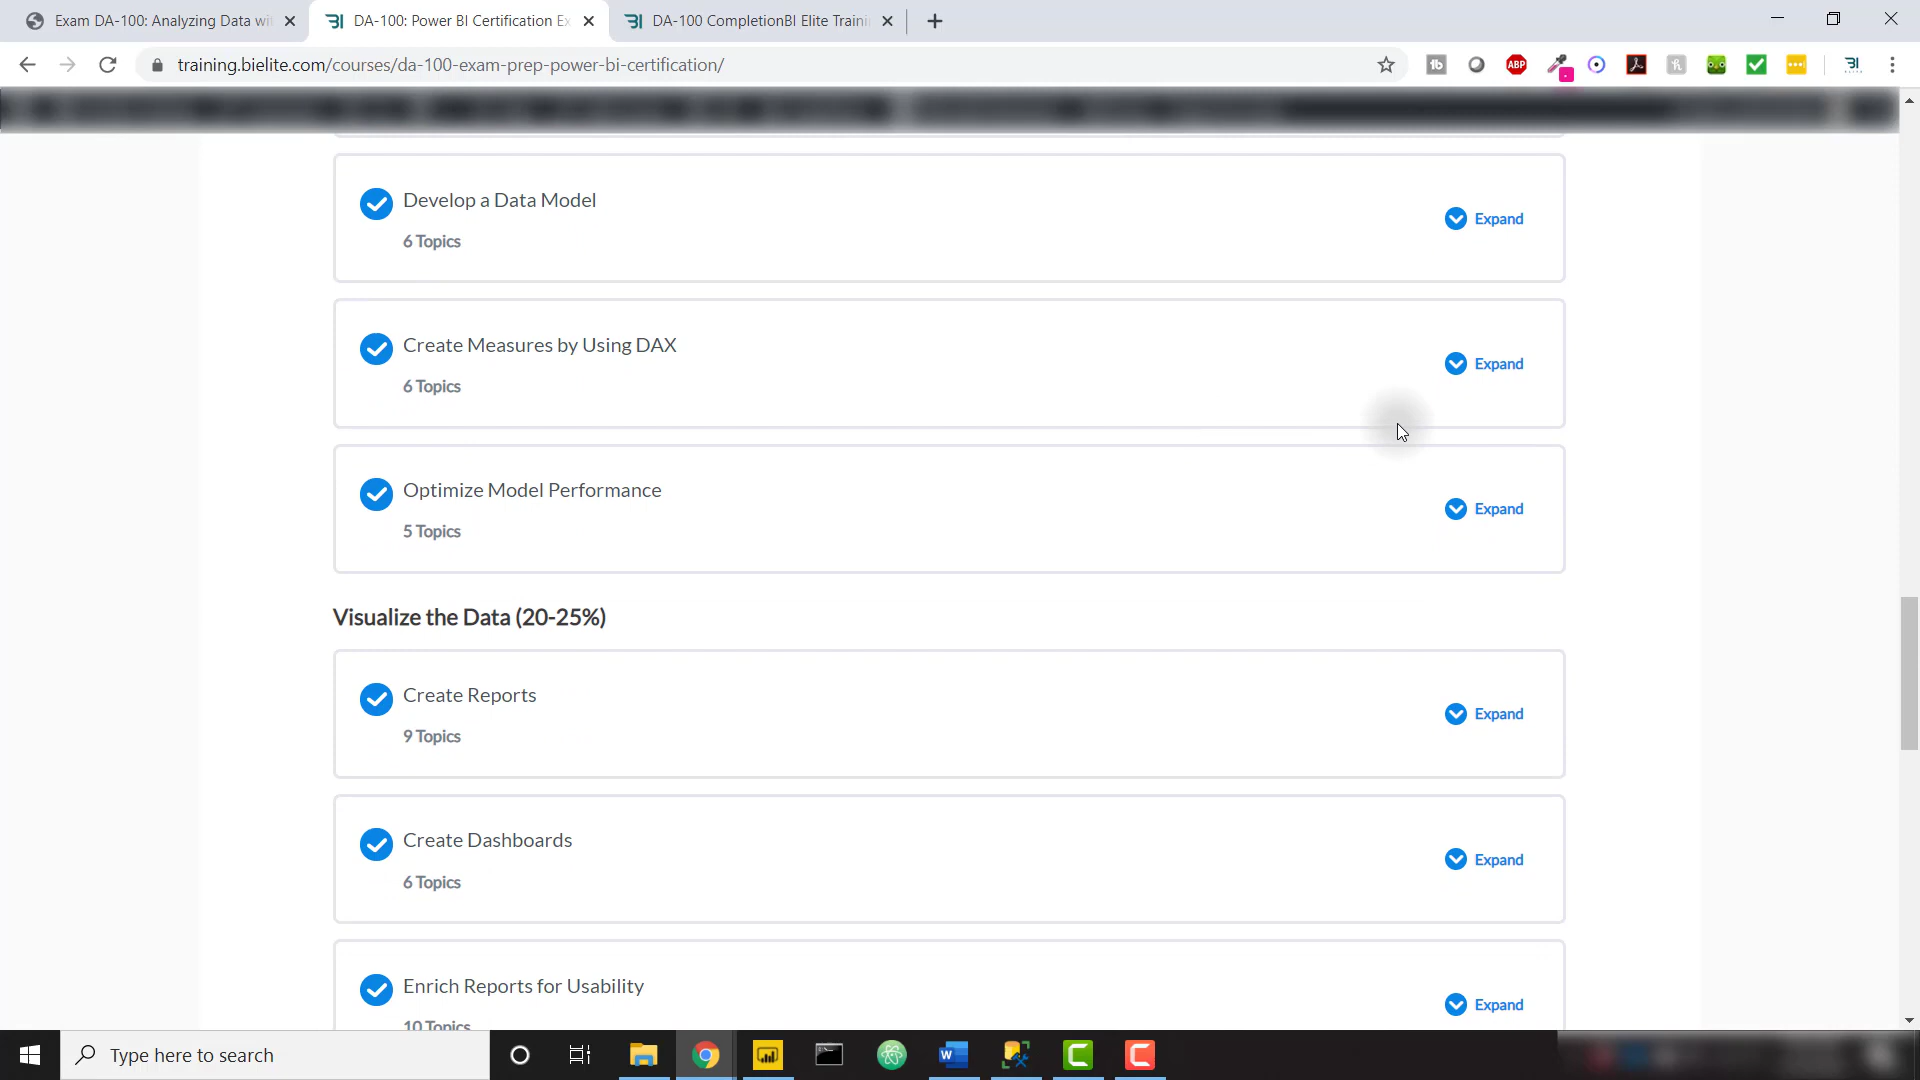 Exam DA-100: Analyzing Data wi
DA-100: Power BI Certification Ex
DA-100 CompletionBI Elite Traini
training.bielite.com/courses/da-100-exam-prep-power-bi-certification/
ABP
Develop a Data Model
6 Topics
Expand
Create Measures by Using DAX
6 Topics
Expand
Optimize Model Performance
5 Topics
Expand
Visualize the Data (20-25%)
Create Reports
9 Topics
Expand
Create Dashboards
6 Topics
Expand
Enrich Reports for Usability
10 Topics
Expand
Type here to search